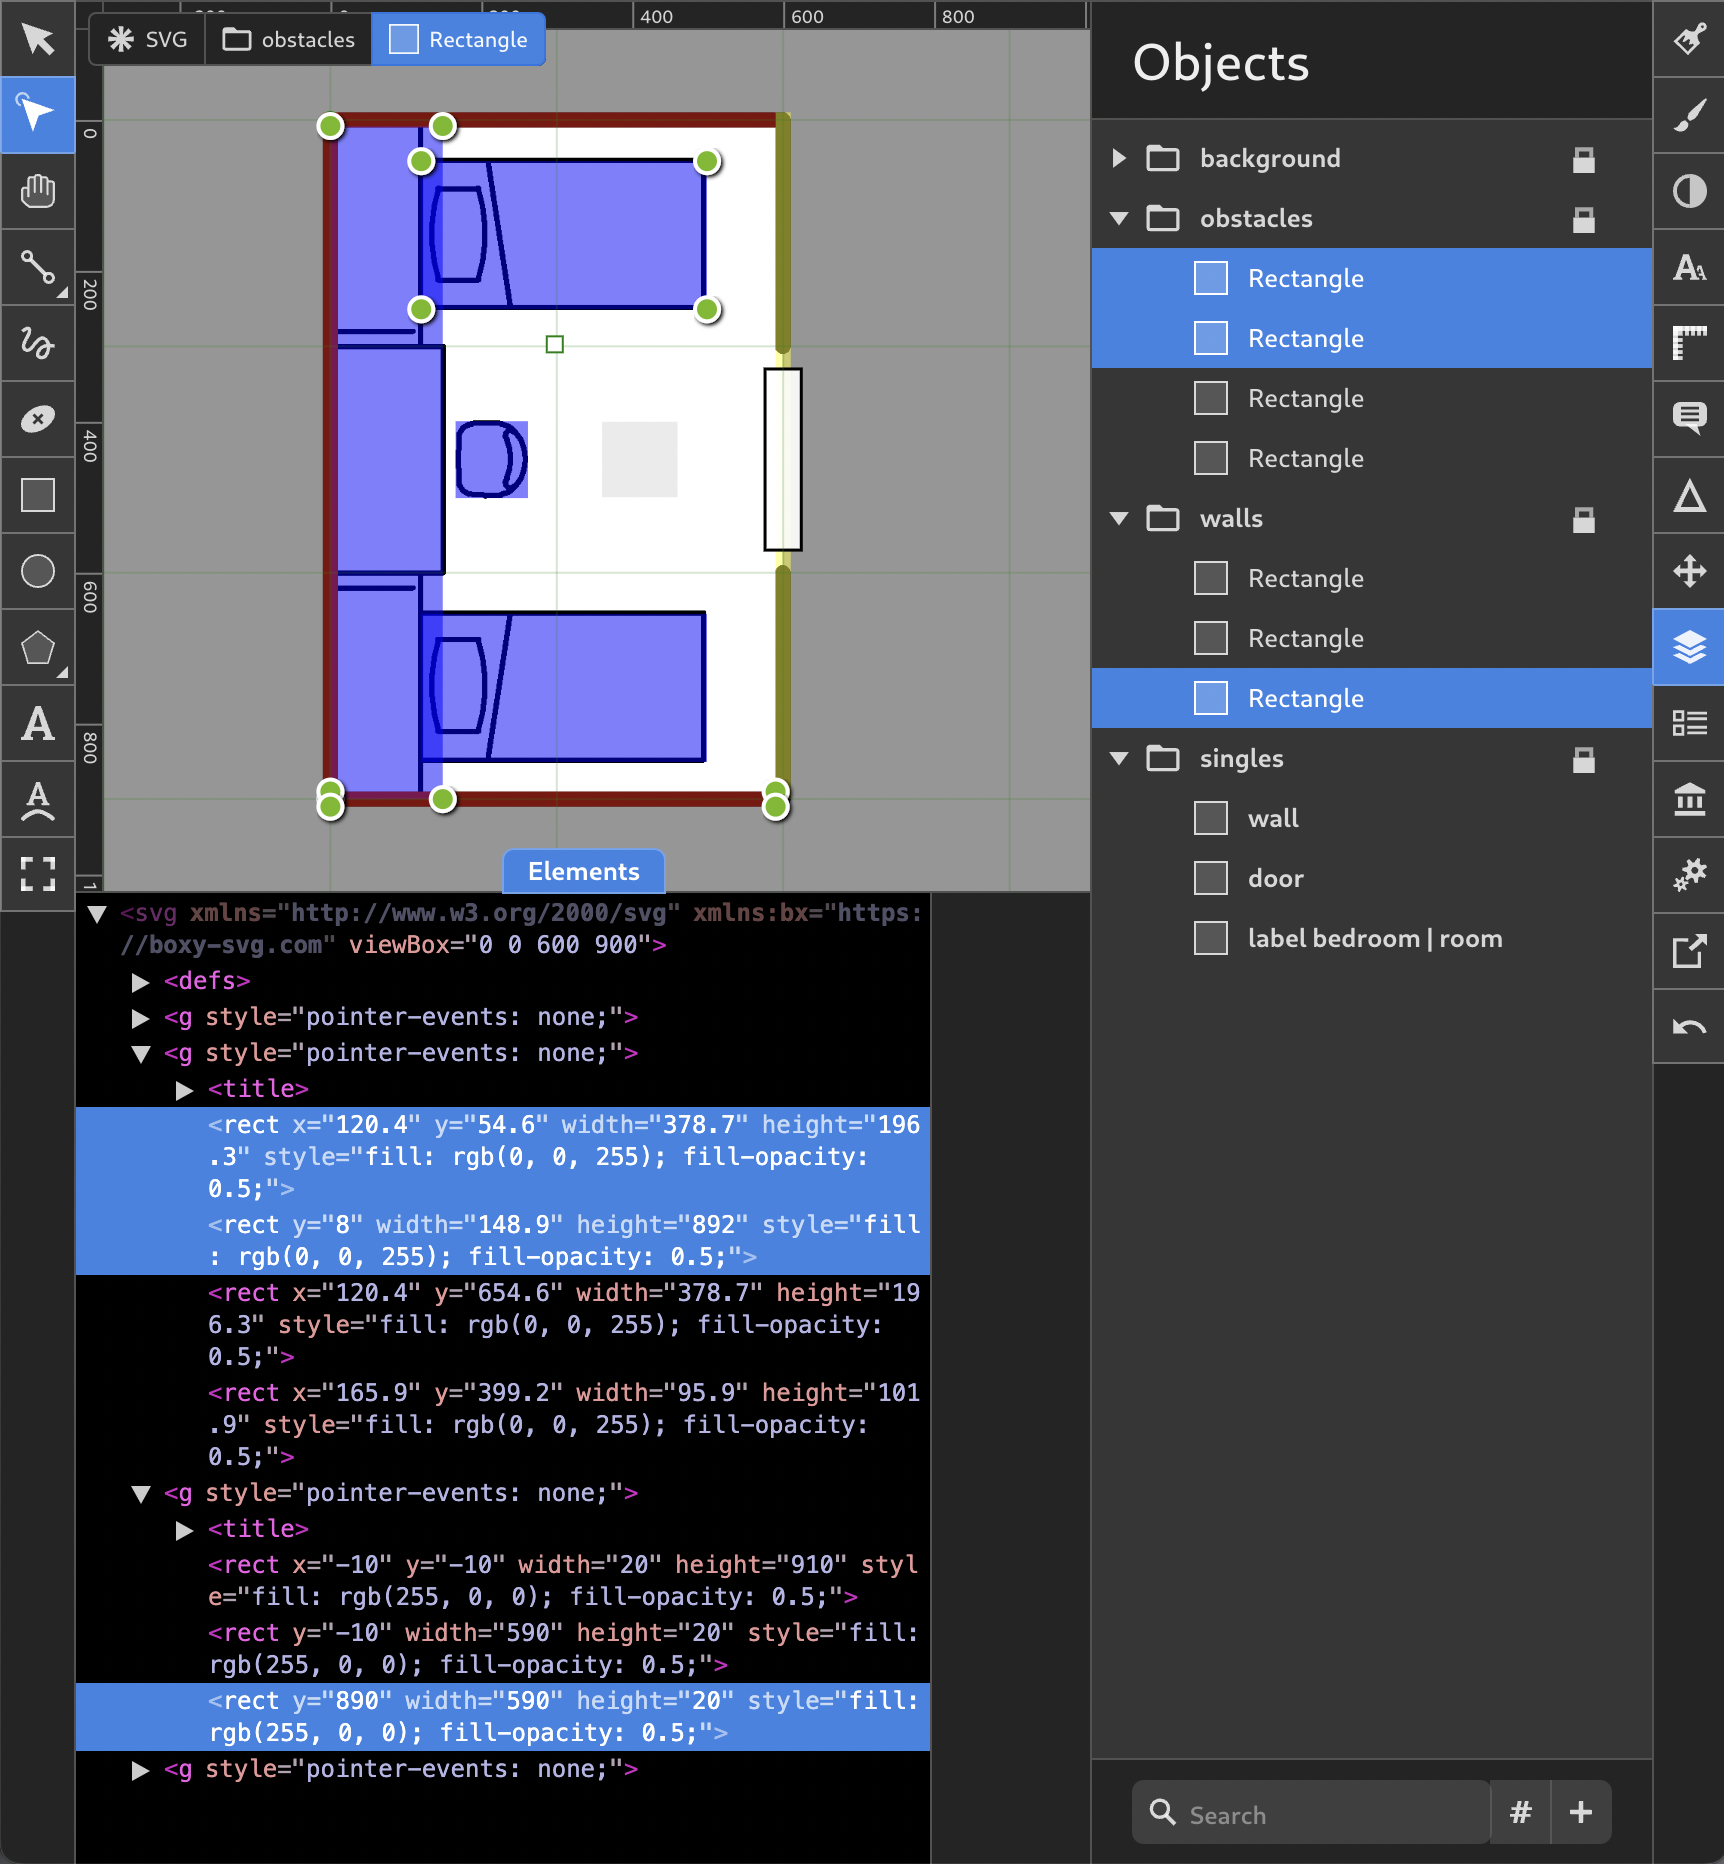 400
600
800
SVG
obstacles
Rectangle
0
200
400
600
800
1
Objects
background
obstacles
Rectangle
Rectangle
Rectangle
Rectangle
walls
Rectangle
Rectangle
Rectangle
singles
wall
door
label bedroom | room
Elements
<svg xmlns="http://www.w3.org/2000/svg" xmlns:bx="https:
//boxy-svg.com" viewBox="0 0 600 900">
<defs>
<g style="pointer-events: none;">
<g style="pointer-events: none;">
<title>
<rect x="120.4" y="54.6" width="378.7" height="196
.3" style="fill: rgb(0, 0, 255); fill-opacity:
0.5;">
<rect y="8" width="148.9" height="892" style="fill
: rgb(0, 0, 255); fill-opacity: 0.5;">
<rect x="120.4" y="654.6" width="378.7" height="19
6.3" style="fill: rgb(0, 0, 255); fill-opacity:
0.5;">
<rect x="165.9" y="399.2" width="95.9" height="101
.9" style="fill: rgb(0, 0, 255); fill-opacity:
0.5;">
<g style="pointer-events: none;">
<title>
<rect x="-10" y="-10" width="20" height="910" styl
e="fill: rgb(255, 0, 0); fill-opacity: 0.5;">
<rect y="-10" width="590" height="20" style="fill:
rgb(255, 0, 0); fill-opacity: 0.5;">
<rect y="890" width="590" height="20" style="fill:
rgb(255, 0, 0); fill-opacity: 0.5;">
<g style="pointer-events: none;">
Search
#
+